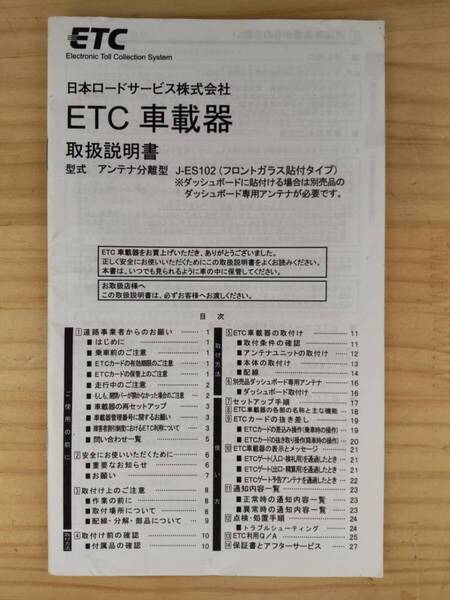 ETC
Electronic Toll Collection System
日本ロードサービス株式会社
ETC 車載器
取扱説明書
型式 アンテナ分離型 J-ES102 (フロントガラス貼付タイプ)
※ダッシュボードに貼付ける場合は別売品の
ダッシュボード専用アンテナが必要です。
ETC 車載器をお買上げいただき、ありがとうございました。
正しく安全にお使いいただくためにこの取扱説明書をよくお読みください。
本書は、いつでも見られるように車の中に保管してください。
お取扱店様へ
この取扱説明書は、必ずお客様へお渡しください。
目 次
ご使用の前に
1 道路事業者からのお願い 1
■はじめに 1
■乗車前のご注意 1
■ETCカードの有効期限のご注意 1
■ETCカードの保管上のご注意 1
■走行中のご注意 2
■もしも、開閉バーが開かなかった場合のご注意 2
■車載器の再セットアップ 3
■車載器管理番号に関するお願い 3
■障害者割引制度におけるETC利用について 3
■問い合わせ一覧 5
2 安全にお使いいただくために 6
■重要なお知らせ 6
■お願い 7
3 取付け上のご注意 8
■作業の前に 8
■取付場所について 8
■配線・分解・部品について 9
取付方法
4 取付け前の確認 10
■付属品の確認 10
取付方法
5 ETC車載器の取付け 11
■取付条件の確認 11
■アンテナユニットの取付け 12
■本体の取付け 13
■配線 14
6 別売品ダッシュボード専用アンテナ 16
■ダッシュボード取付け 16
使い方
7 セットアップ手順 17
8 ETC車載器の各部の名称と主な機能 18
9 ETCカードの抜き差し 19
■ETCカードの差込み操作(乗車時の操作) 19
■ETCカードの抜き取り操作(降車時の操作) 20
10 ETC車載器の表示とメッセージ 21
■ETCゲート(入口・検札用)を通過したとき 21
■ETCゲート(出口・精算用)を通過したとき 21
■ETCゲート予告アンテナを通過したとき 22
11 通知内容一覧 23
■正常時の通知内容一覧 23
■異常時の通知内容一覧 23
12 点検・処置手順 24
■トラブルシューティング 24
13 ETC利用Q/A 25
14 保証書とアフターサービス 27